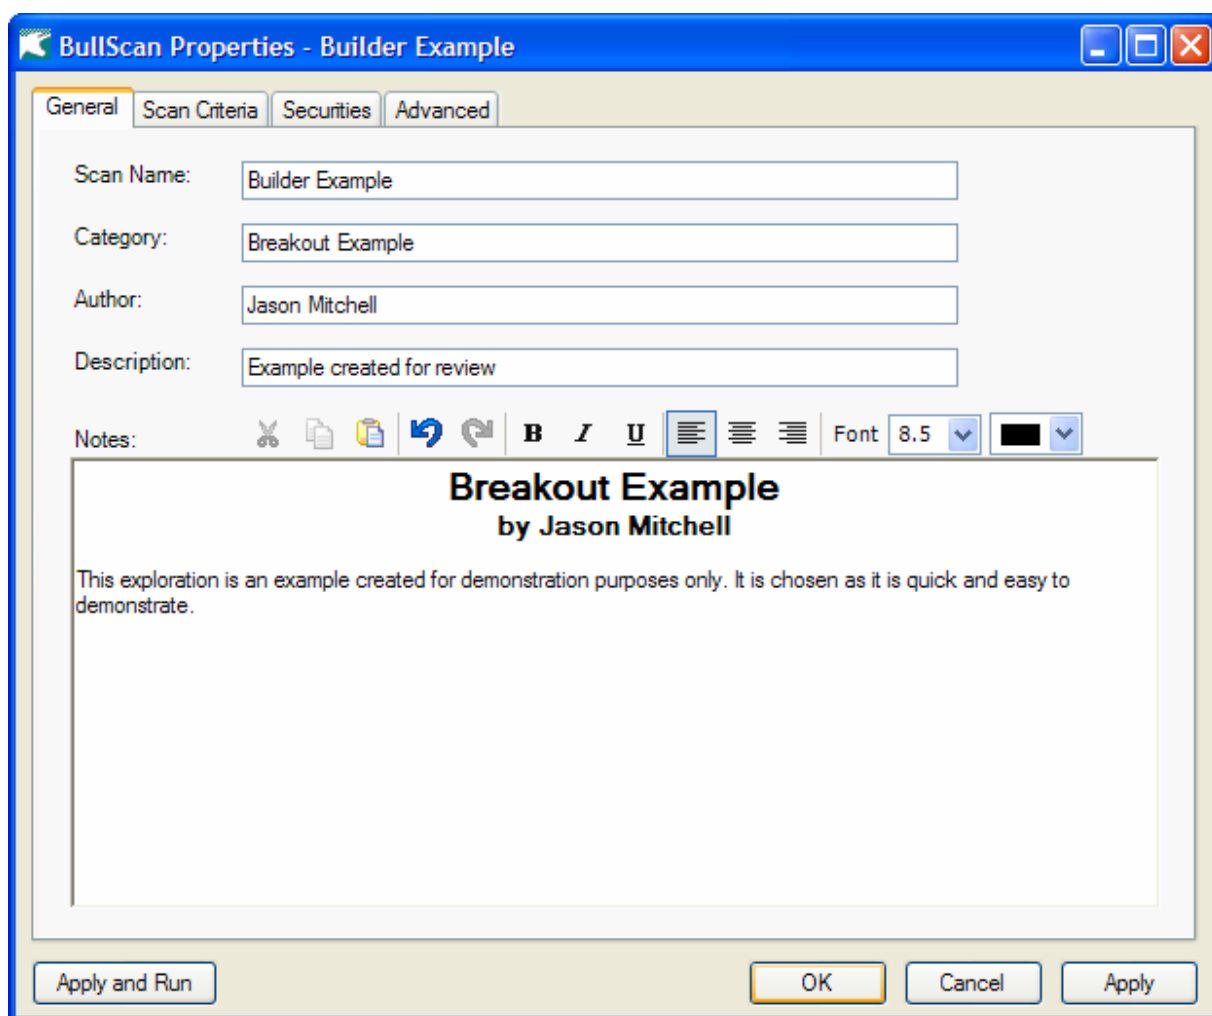 BullScan Properties - Builder Example
General Scan Criteria Securities Advanced
Scan Name: Builder Example
Category: Breakout Example
Author: Jason Mitchell
Description: Example created for review
Notes: B I U Font 8.5
Breakout Example
by Jason Mitchell
This exploration is an example created for demonstration purposes only. It is chosen as it is quick and easy to
demonstrate.
Apply and Run OK Cancel Apply